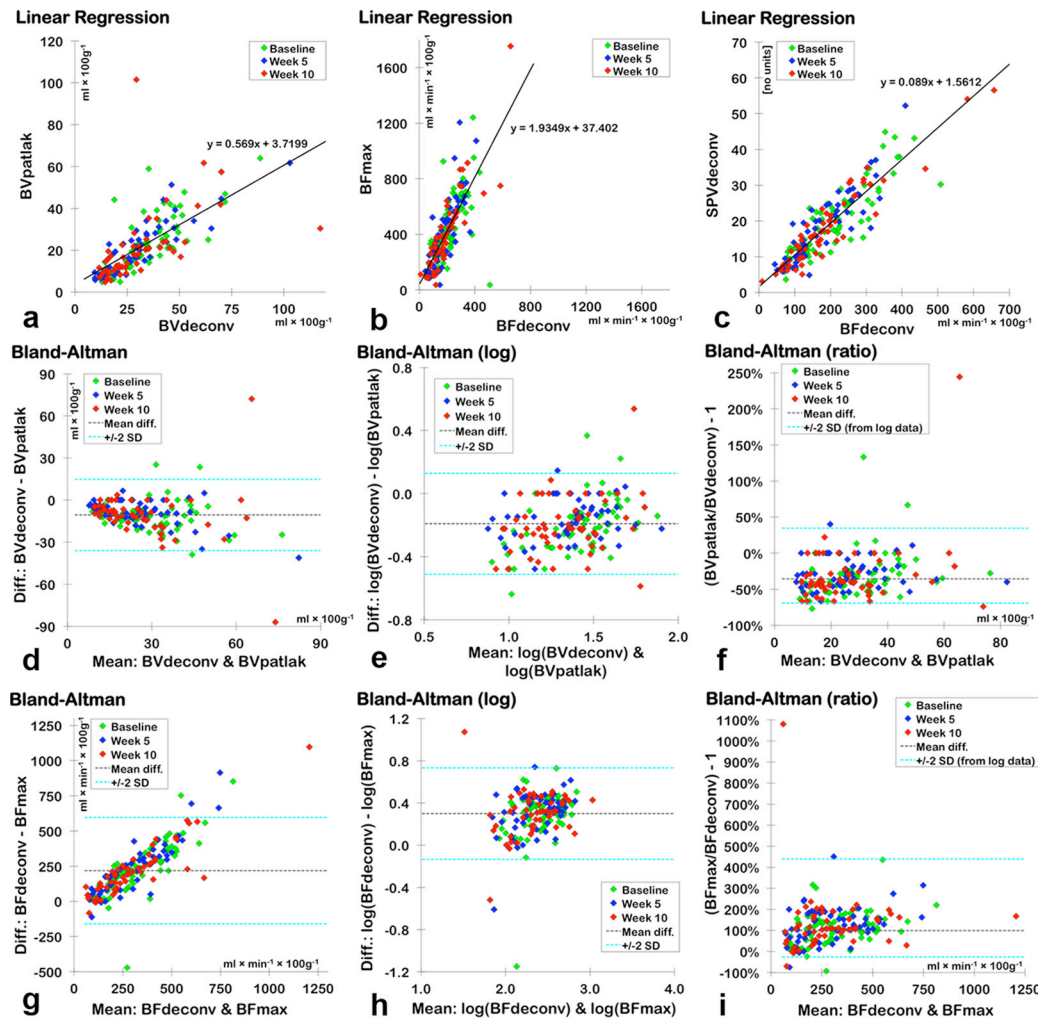 Linear Regression
120
100
80
60
40
20
0
0
25
50
75
100
BVpatlak
ml × 100g-1
Baseline
Week 5
Week 10
y = 0.569x + 3.7199
BVdeconv
ml × 100g-1
a
Linear Regression
1600
1400
1200
1000
800
600
400
200
0
0
200
400
600
800
1000
1200
1400
1600
BFmax
ml × min-1 × 100g-1
Baseline
Week 5
Week 10
y = 1.9349x + 37.402
BFdeconv
ml × min-1 × 100g-1
b
Linear Regression
70
60
50
40
30
20
10
0
0
100
200
300
400
500
600
700
SPVdeconv
[no units]
Baseline
Week 5
Week 10
y = 0.089x + 1.5612
BFdeconv
ml × min-1 × 100g-1
c
Bland-Altman
90
60
30
0
-30
-60
-90
0
30
60
90
Diff.: BVdeconv - BVpatlak
ml × 100g-1
Baseline
Week 5
Week 10
Mean diff.
+/-2 SD
ml × 100g-1
Mean: BVdeconv & BVpatlak
d
Bland-Altman (log)
0.8
0.4
0.0
-0.4
-0.8
0.5
1.0
1.5
2.0
Diff.: log(BVdeconv) - log(BVpatlak)
Baseline
Week 5
Week 10
Mean diff.
+/-2 SD
Mean: log(BVdeconv) &
log(BVpatlak)
e
Bland-Altman (ratio)
250%
200%
150%
100%
50%
0%
-50%
-100%
0
20
40
60
80
(BVpatlak/BVdeconv) - 1
Baseline
Week 5
Week 10
Mean diff.
+/-2 SD (from log data)
ml × 100g-1
Mean: BVdeconv & BVpatlak
f
Bland-Altman
1250
1000
750
500
250
0
-250
-500
0
250
500
750
1000
1250
Diff.: BFdeconv - BFmax
ml × min-1 × 100g-1
Baseline
Week 5
Week 10
Mean diff.
+/-2 SD
ml × min-1 × 100g-1
Mean: BFdeconv & BFmax
g
Bland-Altman (log)
1.2
0.8
0.4
0.0
-0.4
-0.8
-1.2
1.0
2.0
3.0
4.0
Diff.: log(BFdeconv) - log(BFmax)
Baseline
Week 5
Week 10
Mean diff.
+/-2 SD
Mean: log(BFdeconv) & log(BFmax)
h
Bland-Altman (ratio)
1100%
1000%
900%
800%
700%
600%
500%
400%
300%
200%
100%
0%
-100%
0
250
500
750
1000
1250
(BFmax/BFdeconv) - 1
Baseline
Week 5
Week 10
Mean diff.
+/-2 SD (from log data)
ml × min-1 × 100g-1
Mean: BFdeconv & BFmax
i